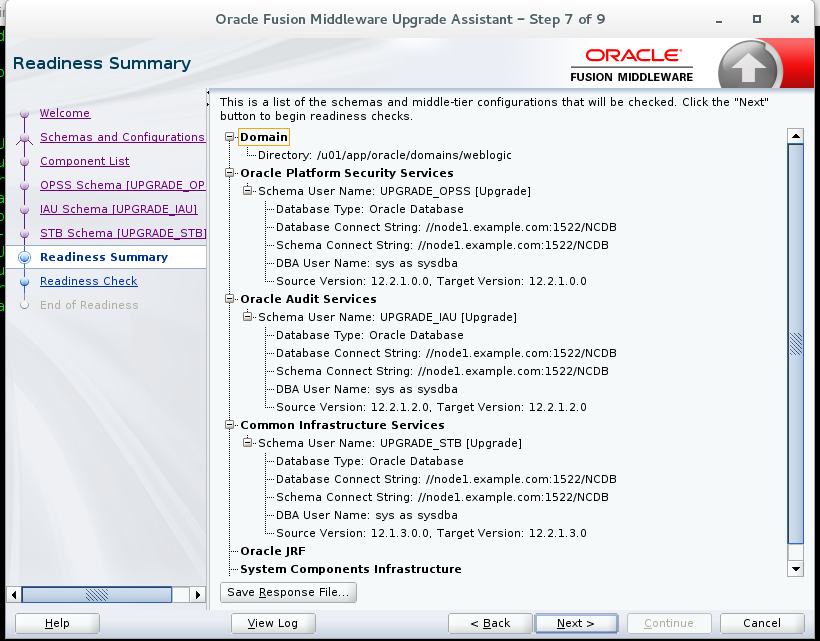 Oracle Fusion Middleware Upgrade Assistant – Step 7 of 9
Readiness Summary
ORACLE
FUSION MIDDLEWARE
Welcome
Schemas and Configurations
Component List
OPSS Schema [UPGRADE_OP
IAU Schema [UPGRADE_IAU]
STB Schema [UPGRADE_STB]
Readiness Summary
Readiness Check
End of Readiness
This is a list of the schemas and middle-tier configurations that will be checked. Click the "Next"
button to begin readiness checks.
Domain
Directory: /u01/app/oracle/domains/weblogic
Oracle Platform Security Services
Schema User Name: UPGRADE_OPSS [Upgrade]
Database Type: Oracle Database
Database Connect String: //node1.example.com:1522/NCDB
Schema Connect String: //node1.example.com:1522/NCDB
DBA User Name: sys as sysdba
Source Version: 12.2.1.0.0, Target Version: 12.2.1.0.0
Oracle Audit Services
Schema User Name: UPGRADE_IAU [Upgrade]
Database Type: Oracle Database
Database Connect String: //node1.example.com:1522/NCDB
Schema Connect String: //node1.example.com:1522/NCDB
DBA User Name: sys as sysdba
Source Version: 12.2.1.2.0, Target Version: 12.2.1.2.0
Common Infrastructure Services
Schema User Name: UPGRADE_STB [Upgrade]
Database Type: Oracle Database
Database Connect String: //node1.example.com:1522/NCDB
Schema Connect String: //node1.example.com:1522/NCDB
DBA User Name: sys as sysdba
Source Version: 12.1.3.0.0, Target Version: 12.2.1.3.0
Oracle JRF
System Components Infrastructure
Save Response File...
Help
View Log
< Back
Next >
Continue
Cancel